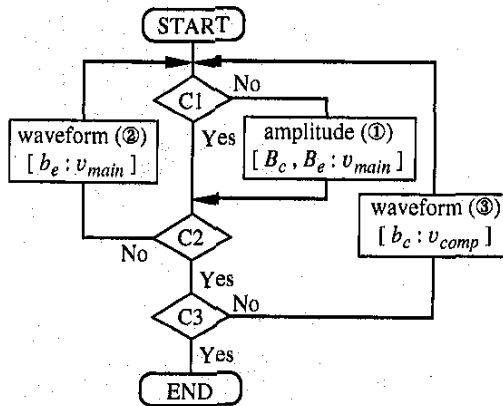 START
C1
No
Yes
waveform (②)
[ b_e : v_main ]
amplitude (①)
[ B_c , B_e : v_main ]
waveform (③)
[ b_c : v_comp ]
C2
No
Yes
C3
No
Yes
END